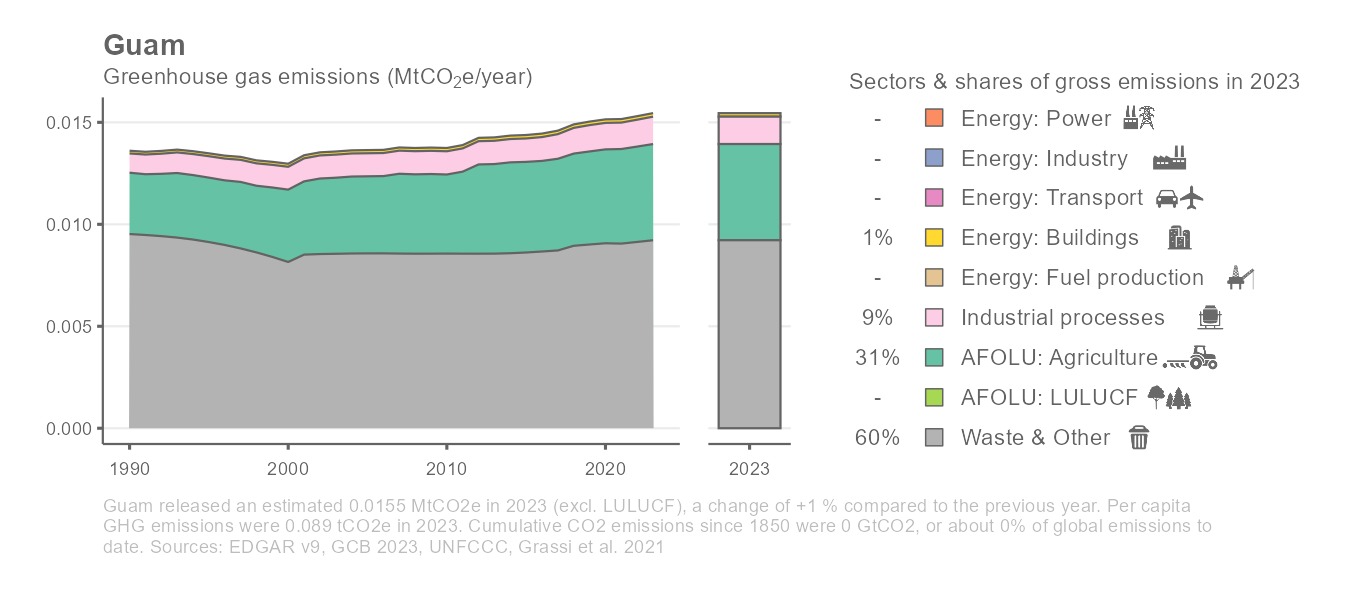 Guam
Greenhouse gas emissions (MtCO₂e/year)
Sectors & shares of gross emissions in 2023
0.015
0.010
0.005
0.000
1990 2000 2010 2020 2023
- Energy: Power
- Energy: Industry
- Energy: Transport
1% Energy: Buildings
- Energy: Fuel production
9% Industrial processes
31% AFOLU: Agriculture
- AFOLU: LULUCF
60% Waste & Other
Guam released an estimated 0.0155 MtCO2e in 2023 (excl. LULUCF), a change of +1 % compared to the previous year. Per capita
GHG emissions were 0.089 tCO2e in 2023. Cumulative CO2 emissions since 1850 were 0 GtCO2, or about 0% of global emissions to
date. Sources: EDGAR v9, GCB 2023, UNFCCC, Grassi et al. 2021